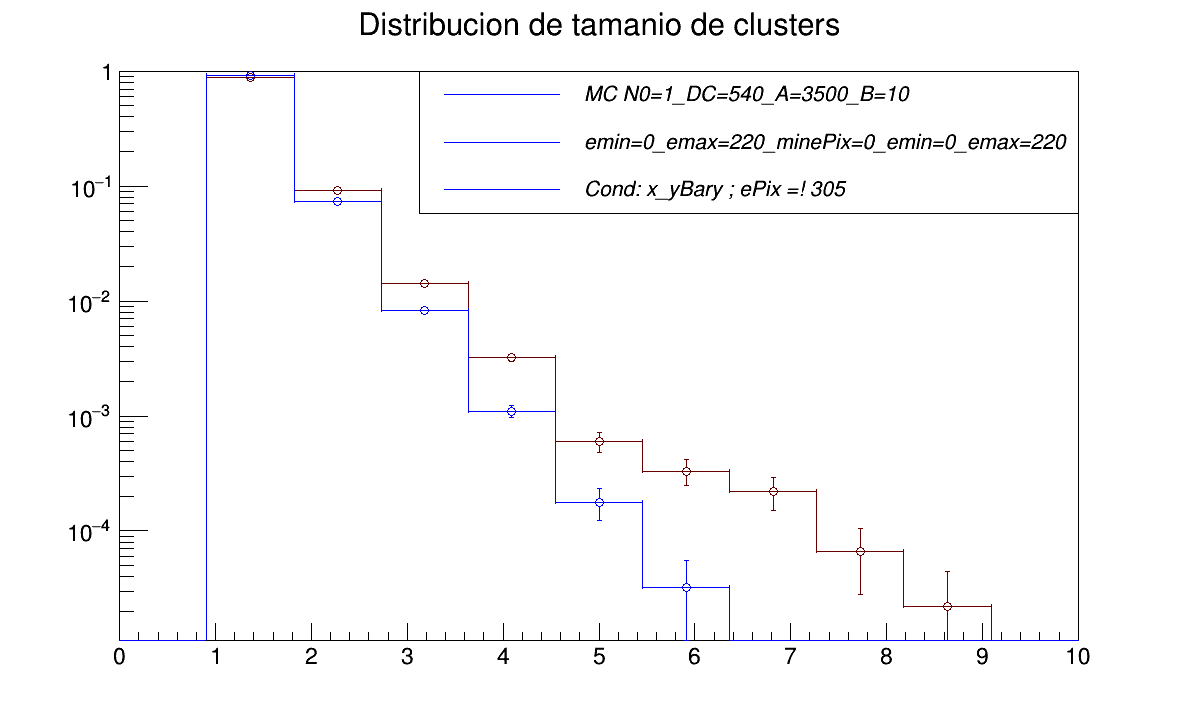 Distribucion de tamanio de clusters
1
10⁻¹
10⁻²
10⁻³
10⁻⁴
MC N0=1_DC=540_A=3500_B=10
emin=0_emax=220_minePix=0_emin=0_emax=220
Cond: x_yBary ; ePix =! 305
0 1 2 3 4 5 6 7 8 9 10